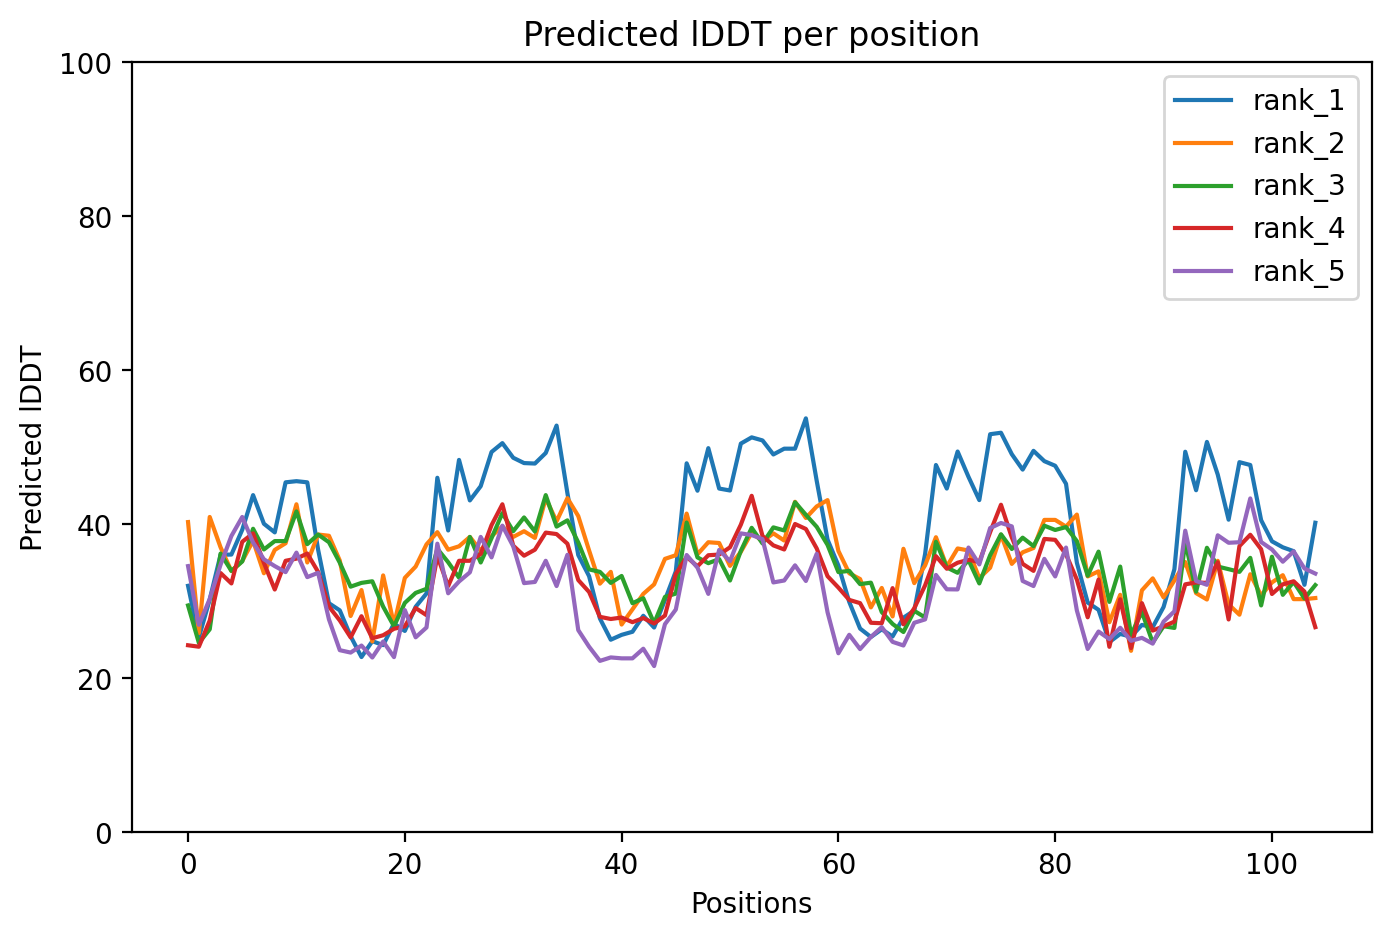 Predicted lDDT per position
100
80
60
40
20
0
Predicted lDDT
0 20 40 60 80 100
Positions
rank_1
rank_2
rank_3
rank_4
rank_5